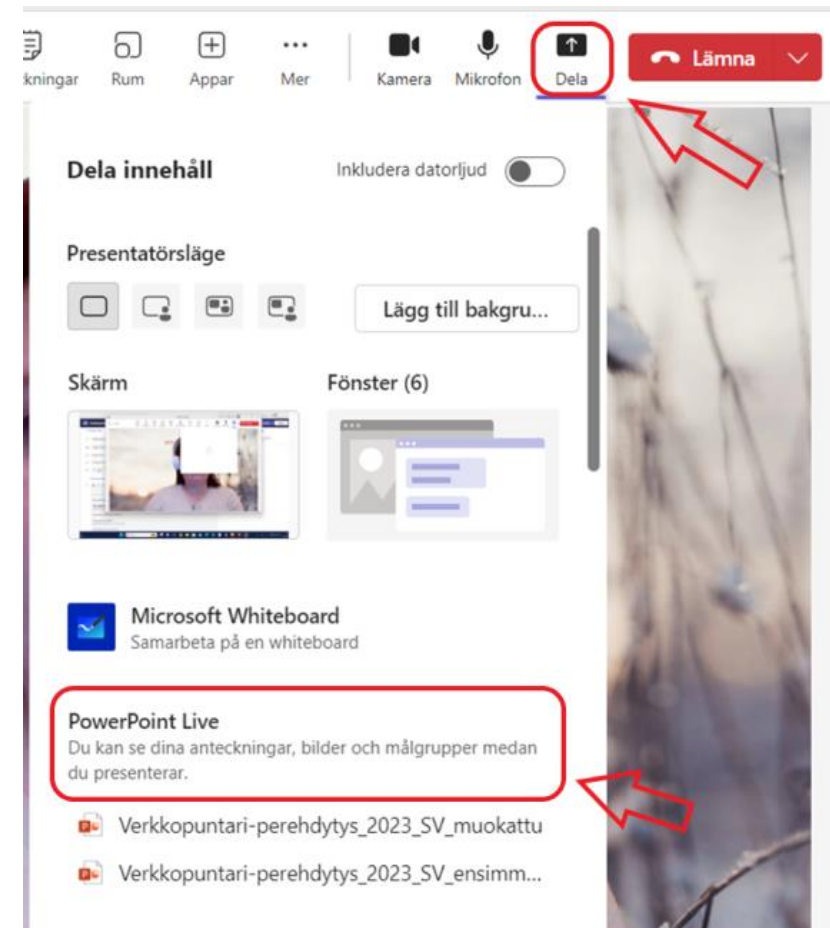 kningar Rum Appar Mer Kamera Mikrofon Dela Lämna
Dela innehåll Inkludera datorljud
Presentatörsläge
Lägg till bakgru...
Skärm Fönster (6)
Microsoft Whiteboard
Samarbeta på en whiteboard
PowerPoint Live
Du kan se dina anteckningar, bilder och målgrupper medan
du presenterar.
Verkkopuntari-perehdytys_2023_SV_muokattu
Verkkopuntari-perehdytys_2023_SV_ensimm...